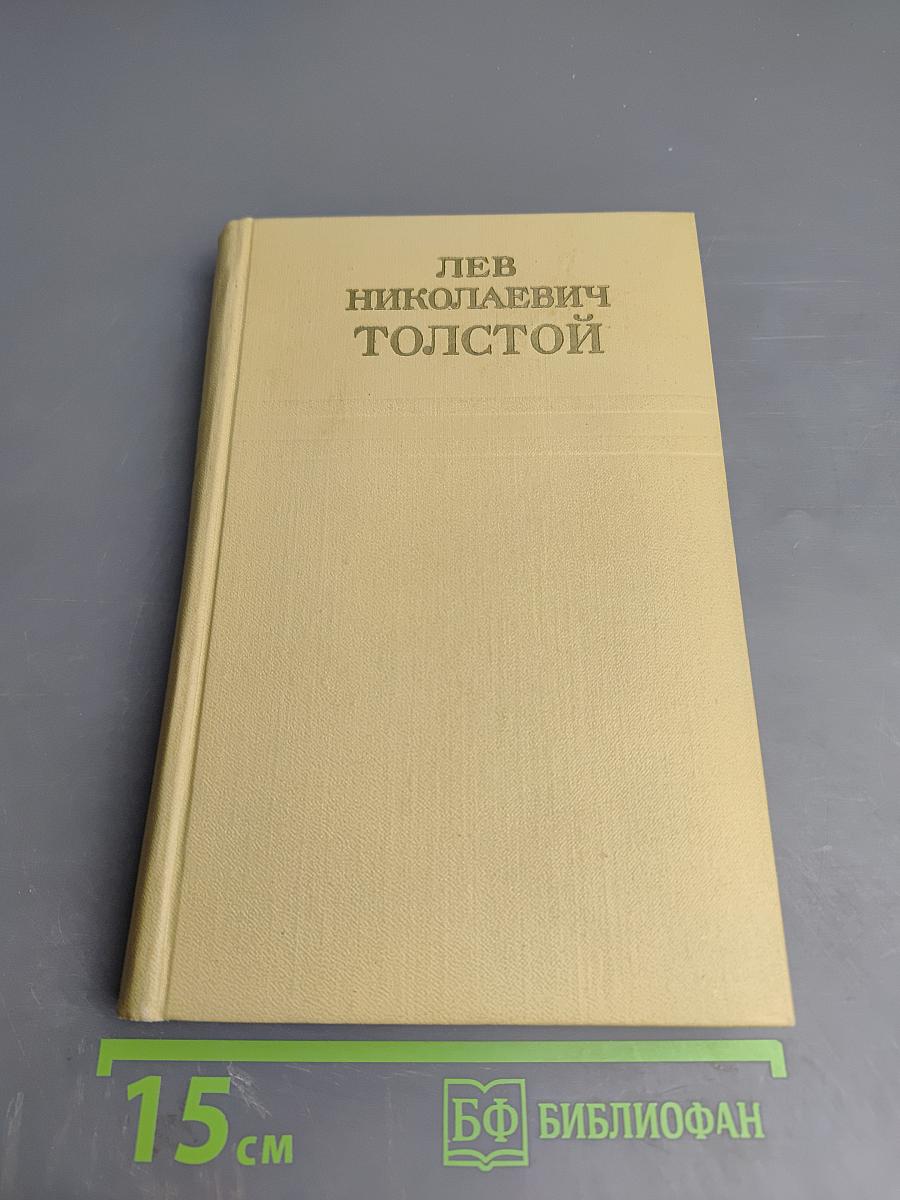 ЛЕВ
НИКОЛАЕВИЧ
ТОЛСТОЙ
15 см
БФ БИБЛИОФАН